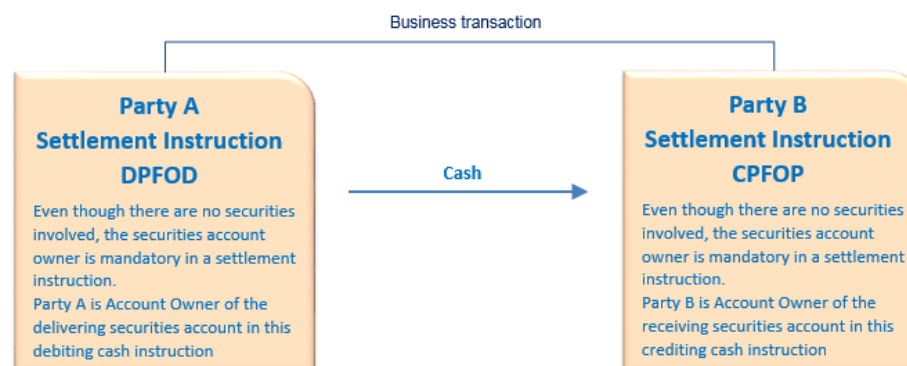 Business transaction
Party A
Settlement Instruction
DPFOD
Even though there are no securities
involved, the securities account
owner is mandatory in a settlement
instruction.
Party A is Account Owner of the
delivering securities account in this
debiting cash instruction
Cash
Party B
Settlement Instruction
CPFOP
Even though there are no securities
involved, the securities account
owner is mandatory in a settlement
instruction.
Party B is Account Owner of the
receiving securities account in this
crediting cash instruction